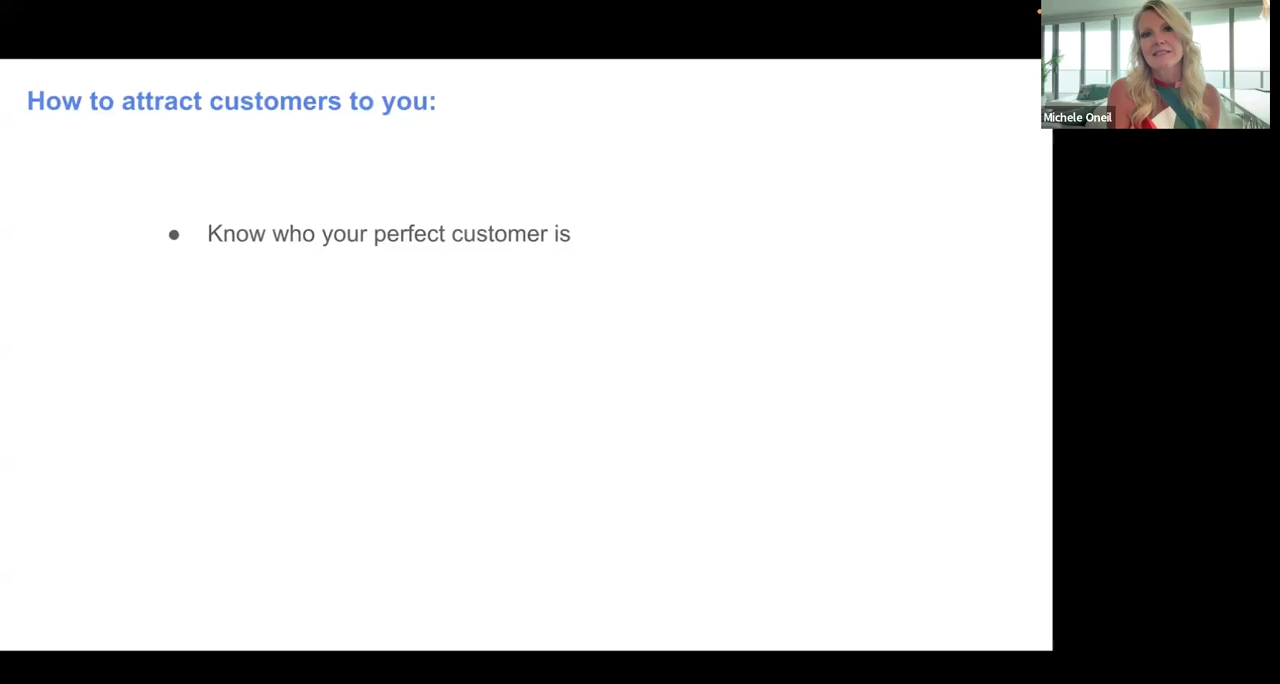 How to attract customers to you:
Michele Oneil
● Know who your perfect customer is